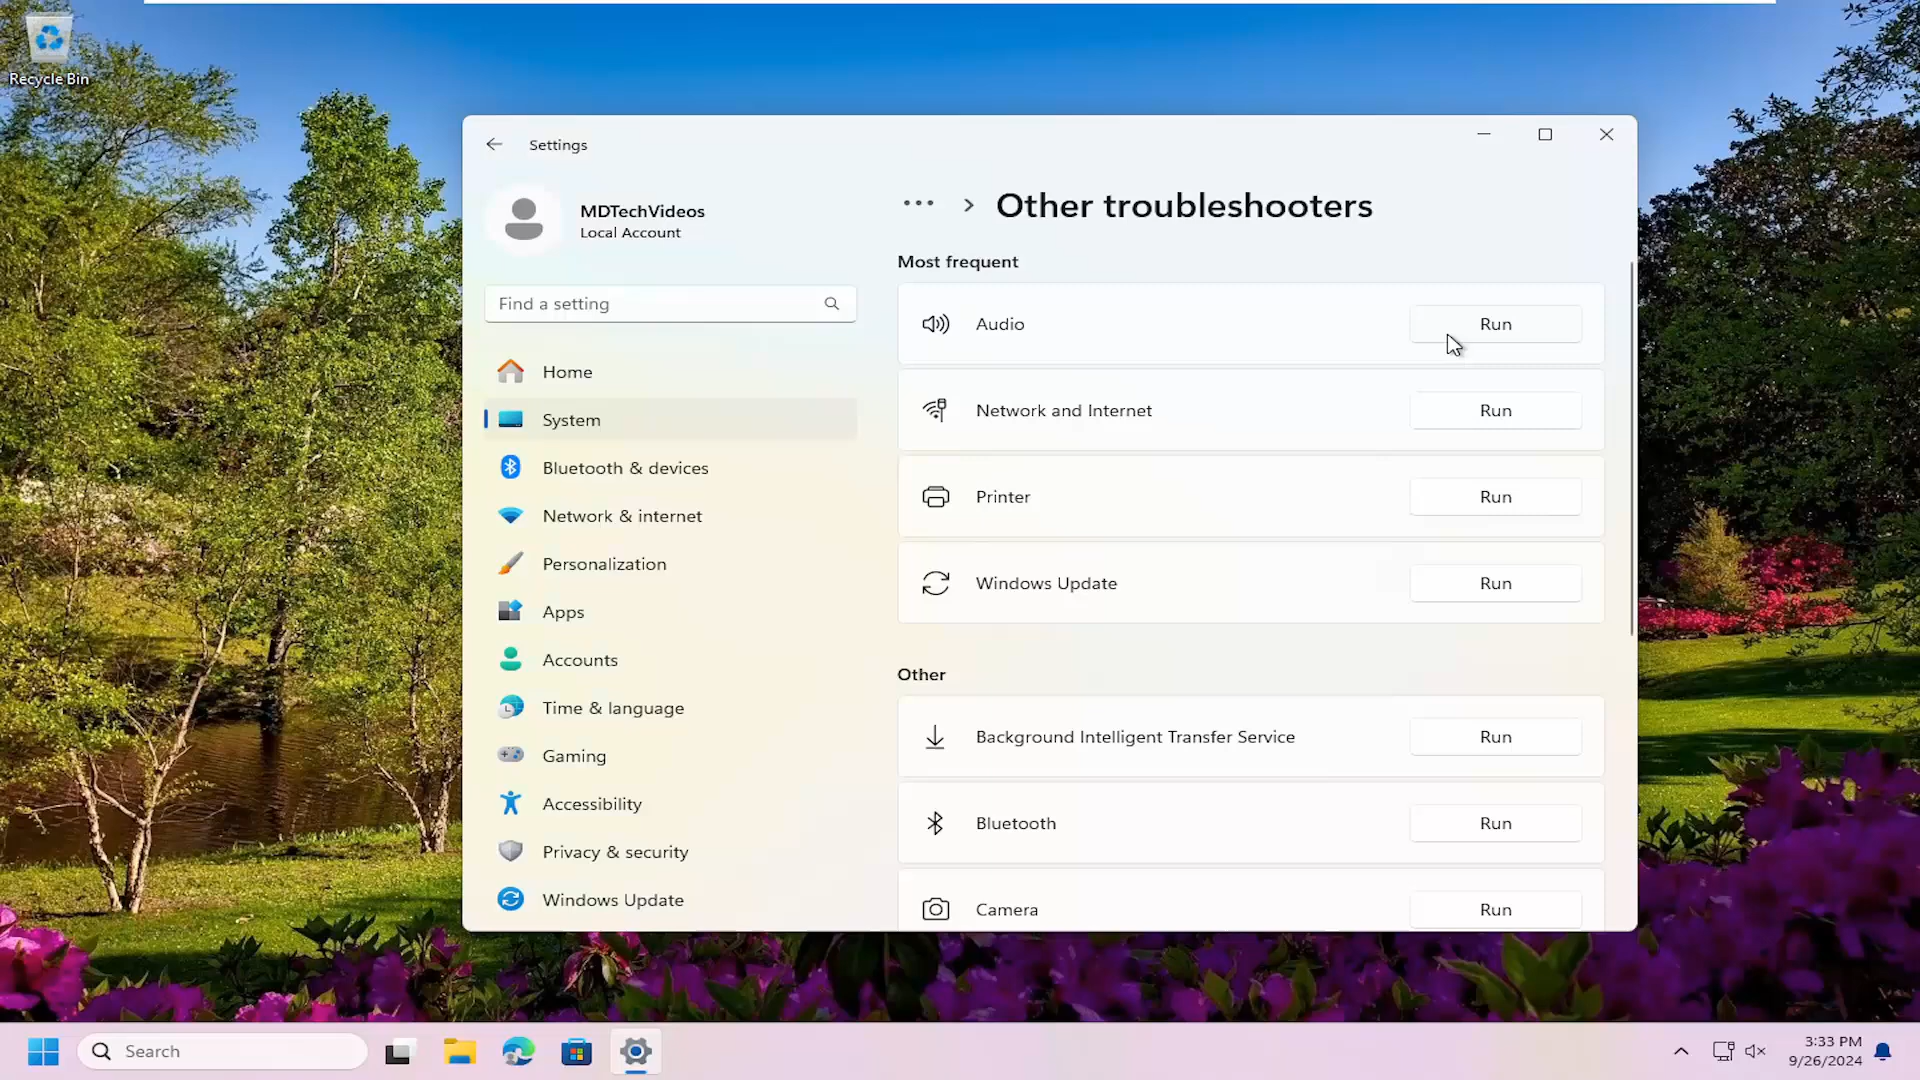 Recycle Bin
Settings
MDTechVideos
Local Account
Find a setting
Home
System
Bluetooth & devices
Network & internet
Personalization
Apps
Accounts
Time & language
Gaming
Accessibility
Privacy & security
Windows Update
Other troubleshooters
Most frequent
Audio Run
Network and Internet Run
Printer Run
Windows Update Run
Other
Background Intelligent Transfer Service Run
Bluetooth Run
Camera Run
Search
3:33 PM
9/26/2024